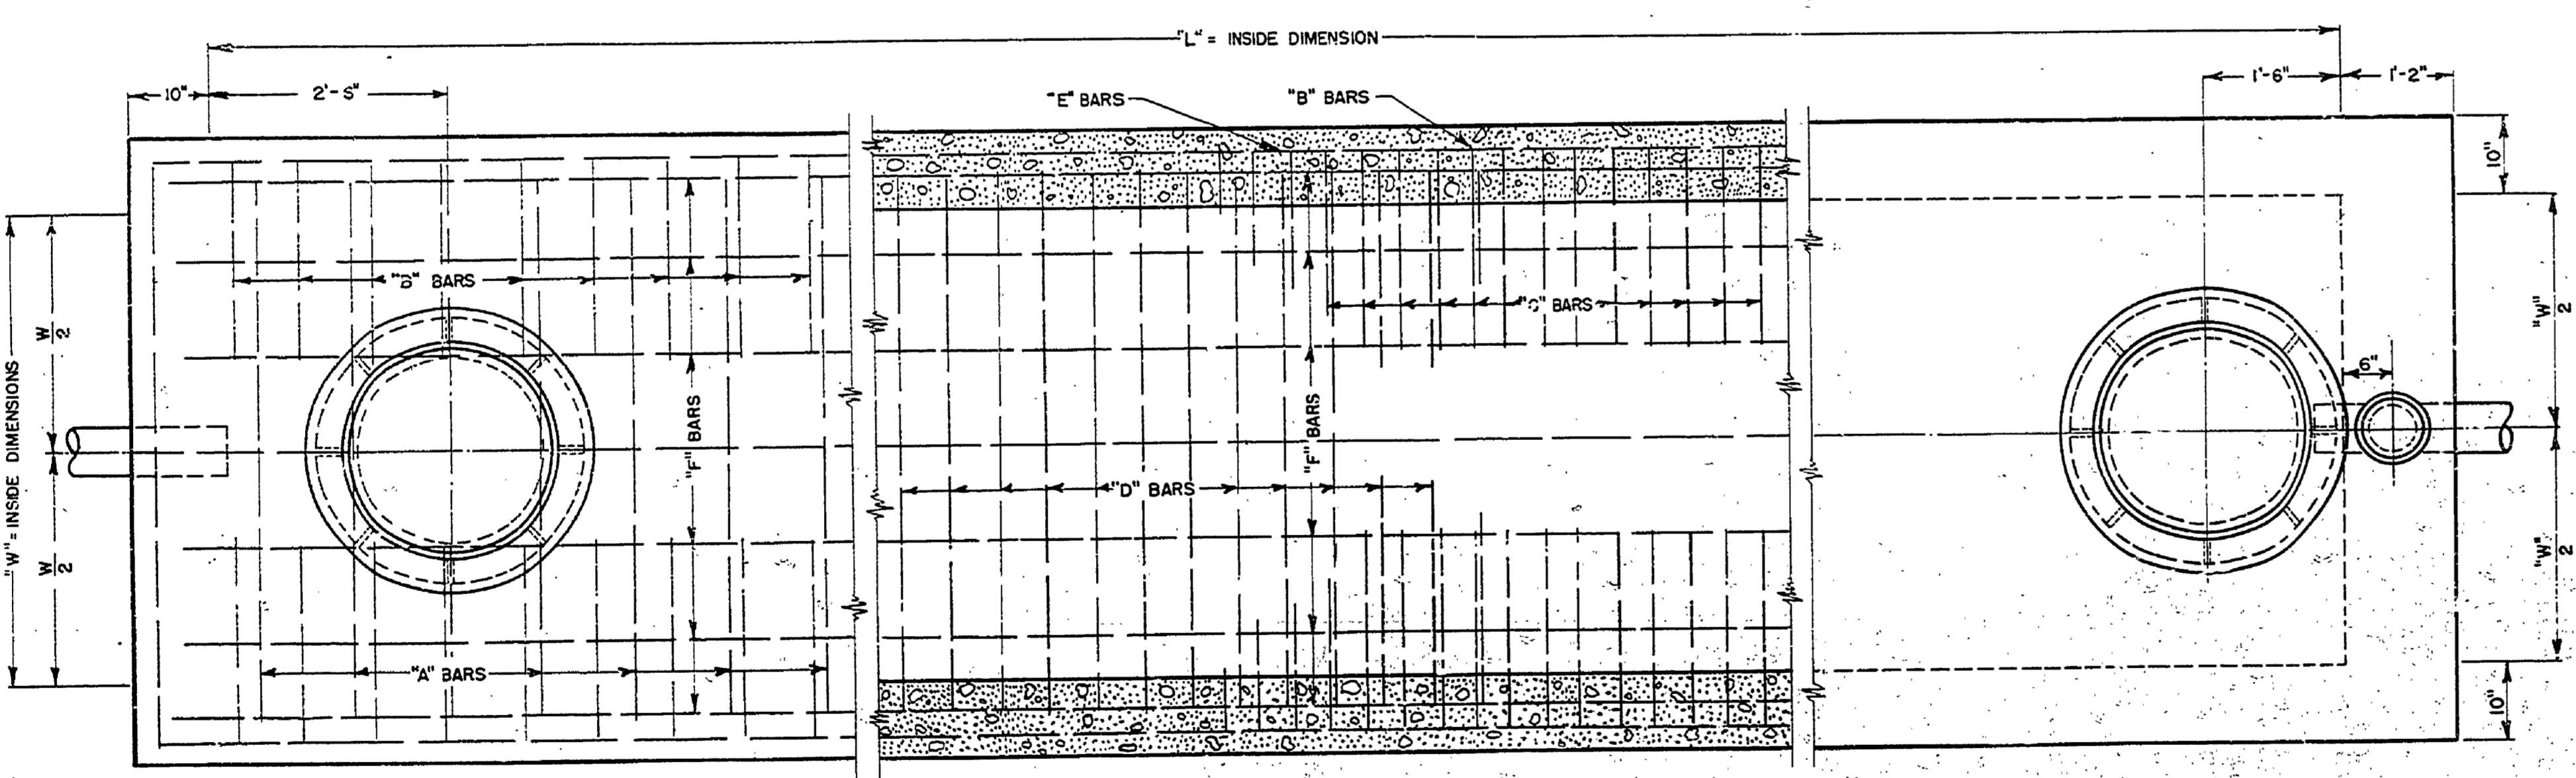 "L" = INSIDE DIMENSION
10"
2'-6"
"E" BARS
"B" BARS
1'-6"
1'-2"
10"
"B" BARS
"C" BARS
"W" = INSIDE DIMENSIONS
W
2
W
2
"F" BARS
"F" BARS
"D" BARS
"A" BARS
6"
"W"
2
"W"
2
10"